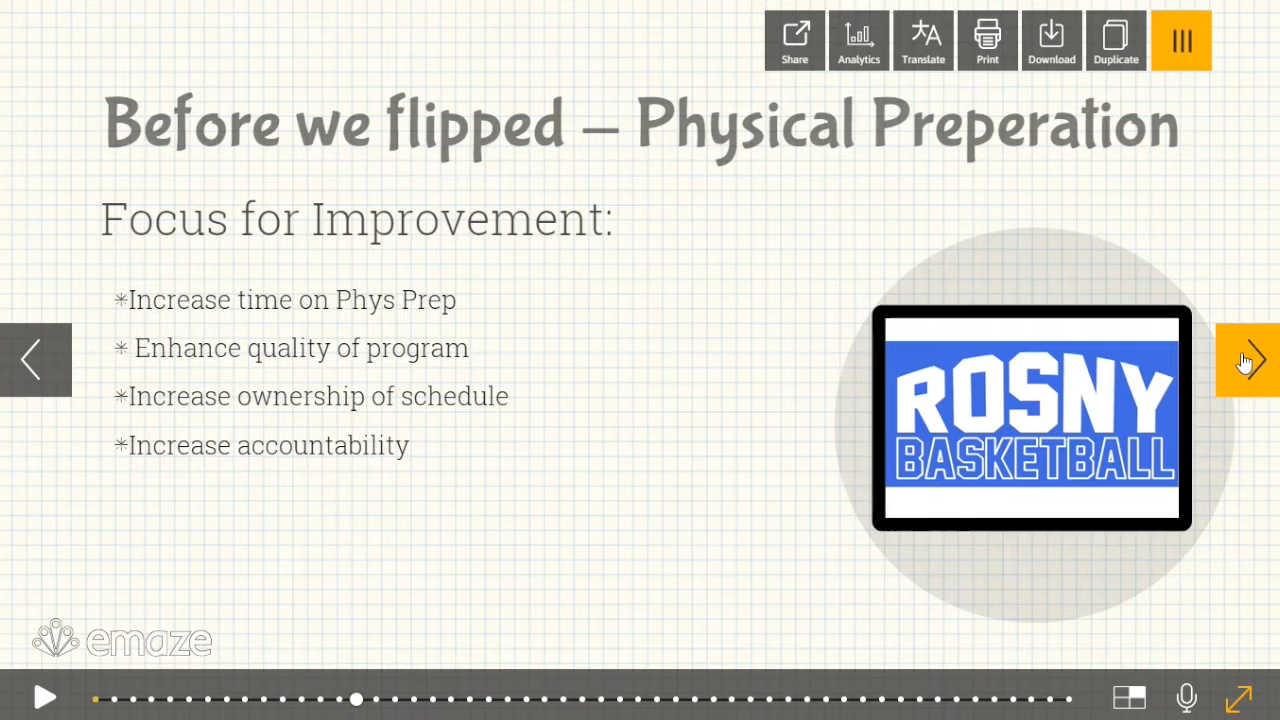 Share Analytics Translate Print Download Duplicate
Before we flipped – Physical Preperation
Focus for Improvement:
*Increase time on Phys Prep
* Enhance quality of program
*Increase ownership of schedule
*Increase accountability
ROSNY
BASKETBALL
emaze